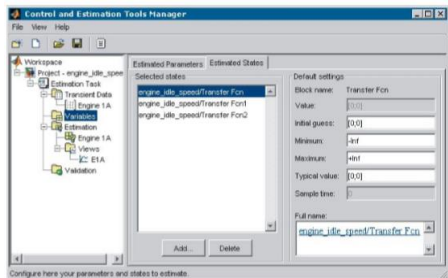 Control and Estimation Tools Manager
File View Help
Workspace
Project - engine_idle_spee
Estimation Task
Transient Data
Engine 1A
Variables
Estimation
Engine 1A
Views
E1A
Validation
Estimated Parameters Estimated States
Selected states
engine_idle_speed/Transfer Fcn
engine_idle_speed/Transfer Fcn1
engine_idle_speed/Transfer Fcn2
Add... Delete
Default settings
Block name: Transfer Fcn
Value: [0;0]
Initial guess: [0;0]
Minimum: -Inf
Maximum: +Inf
Typical value: [0;0]
Sample time: 0
Full name:
engine_idle_speed/Transfer Fcn
Configure here your parameters and states to estimate.